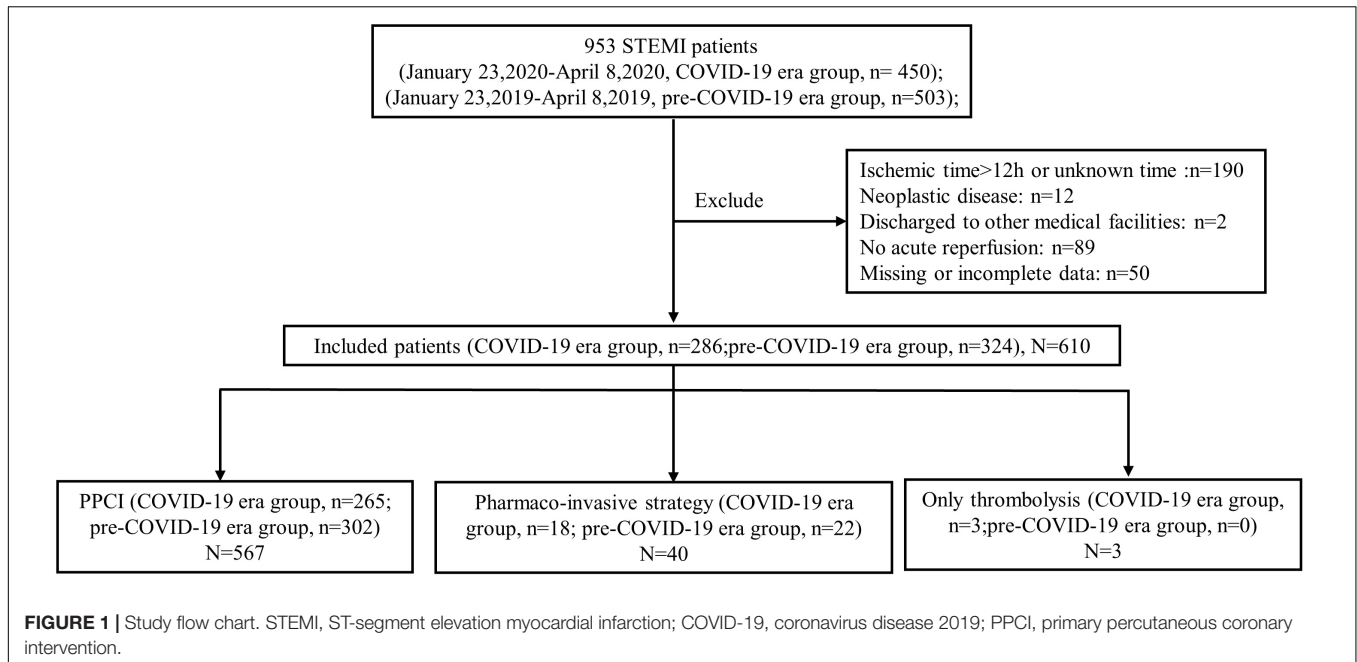 953 STEMI patients
(January 23,2020-April 8,2020, COVID-19 era group, n= 450);
(January 23,2019-April 8,2019, pre-COVID-19 era group, n=503);
Exclude
Ischemic time>12h or unknown time :n=190
Neoplastic disease: n=12
Discharged to other medical facilities: n=2
No acute reperfusion: n=89
Missing or incomplete data: n=50
Included patients (COVID-19 era group, n=286;pre-COVID-19 era group, n=324), N=610
PPCI (COVID-19 era group, n=265;
pre-COVID-19 era group, n=302)
N=567
Pharmaco-invasive strategy (COVID-19 era
group, n=18; pre-COVID-19 era group, n=22)
N=40
Only thrombolysis (COVID-19 era group,
n=3;pre-COVID-19 era group, n=0)
N=3
FIGURE 1 | Study flow chart. STEMI, ST-segment elevation myocardial infarction; COVID-19, coronavirus disease 2019; PPCI, primary percutaneous coronary
intervention.